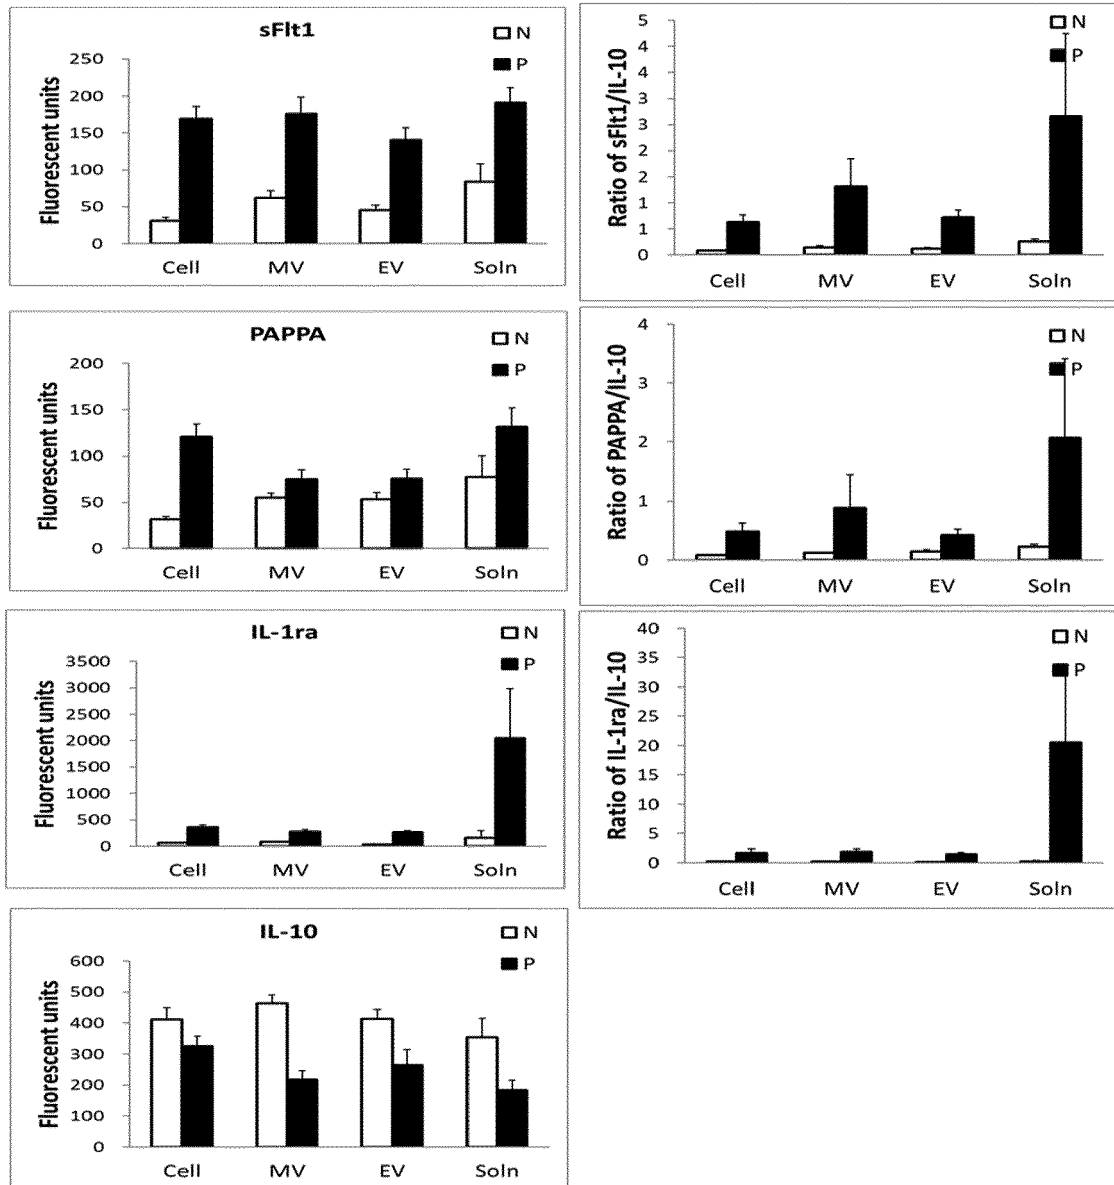 sFlt1
N
P
Fluorescent units
250
200
150
100
50
0
Cell MV EV Soln
5
4
4
3
3
2
2
1
1
0
Ratio of sFlt1/IL-10
N
P
Cell MV EV Soln
PAPPA
N
P
Fluorescent units
200
150
100
50
0
Cell MV EV Soln
4
3
2
1
0
Ratio of PAPPA/IL-10
N
P
Cell MV EV Soln
IL-1ra
N
P
Fluorescent units
3500
3000
2500
2000
1500
1000
500
0
Cell MV EV Soln
40
35
30
25
20
15
10
5
0
Ratio of IL-1ra/IL-10
N
P
Cell MV EV Soln
IL-10
N
P
Fluorescent units
600
500
400
300
200
100
0
Cell MV EV Soln